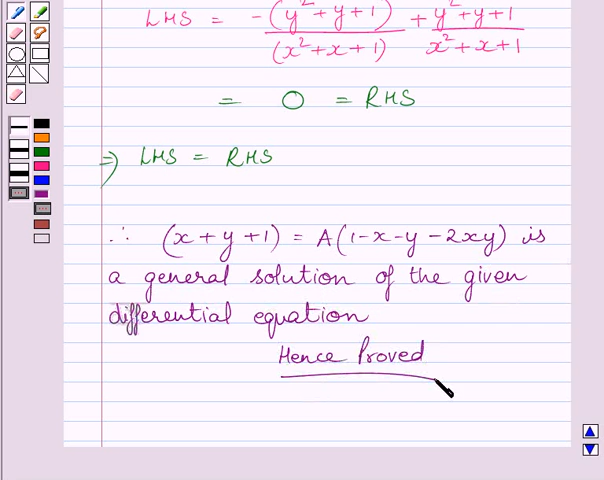 LHS = -(y²+y+1)/(x²+x+1) + y²+y+1/x²+x+1
= 0 = RHS
⇒ LHS = RHS
∴ (x+y+1) = A(1-x-y-2xy) is
a general solution of the given
differential equation
Hence Proved